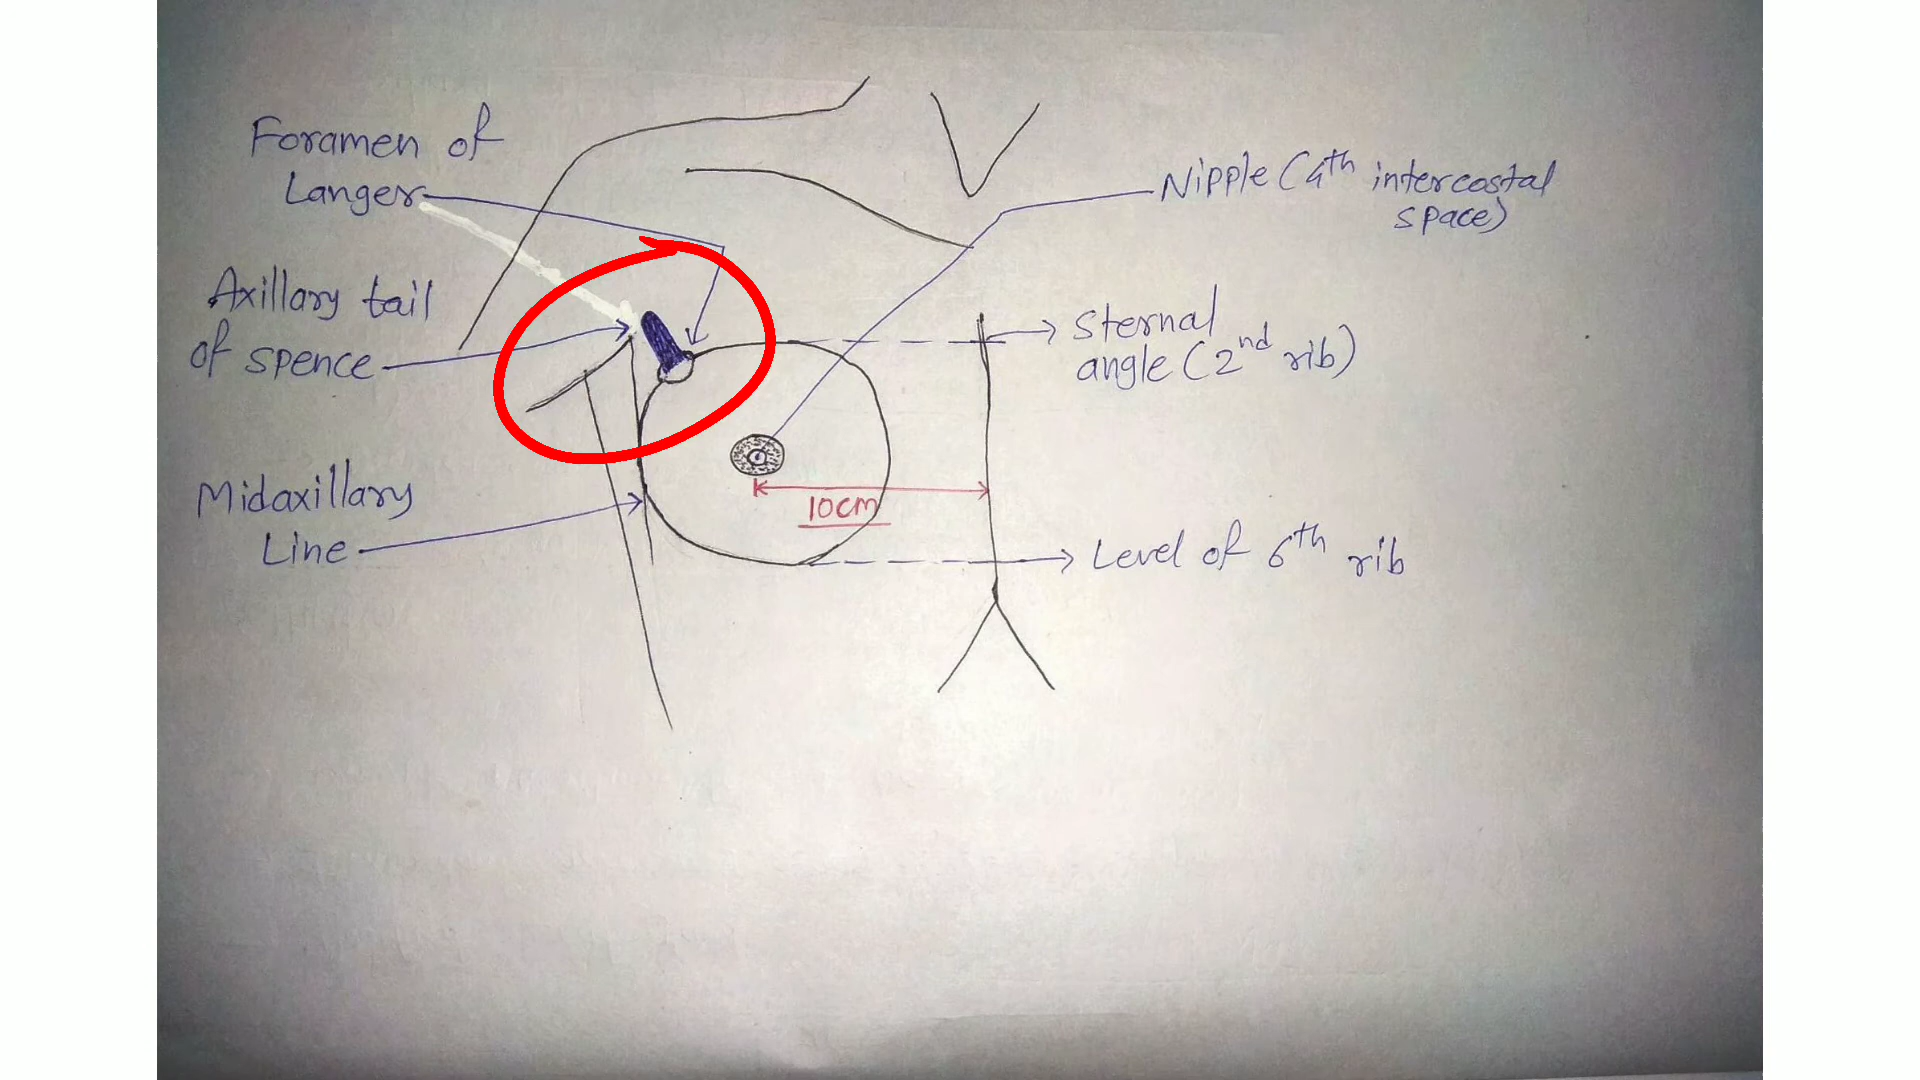 Foramen of
Langer
Axillary tail
of spence
Midaxillary
Line
Nipple (4th intercostal
space)
Sternal
angle (2nd rib)
10cm
Level of 6th rib